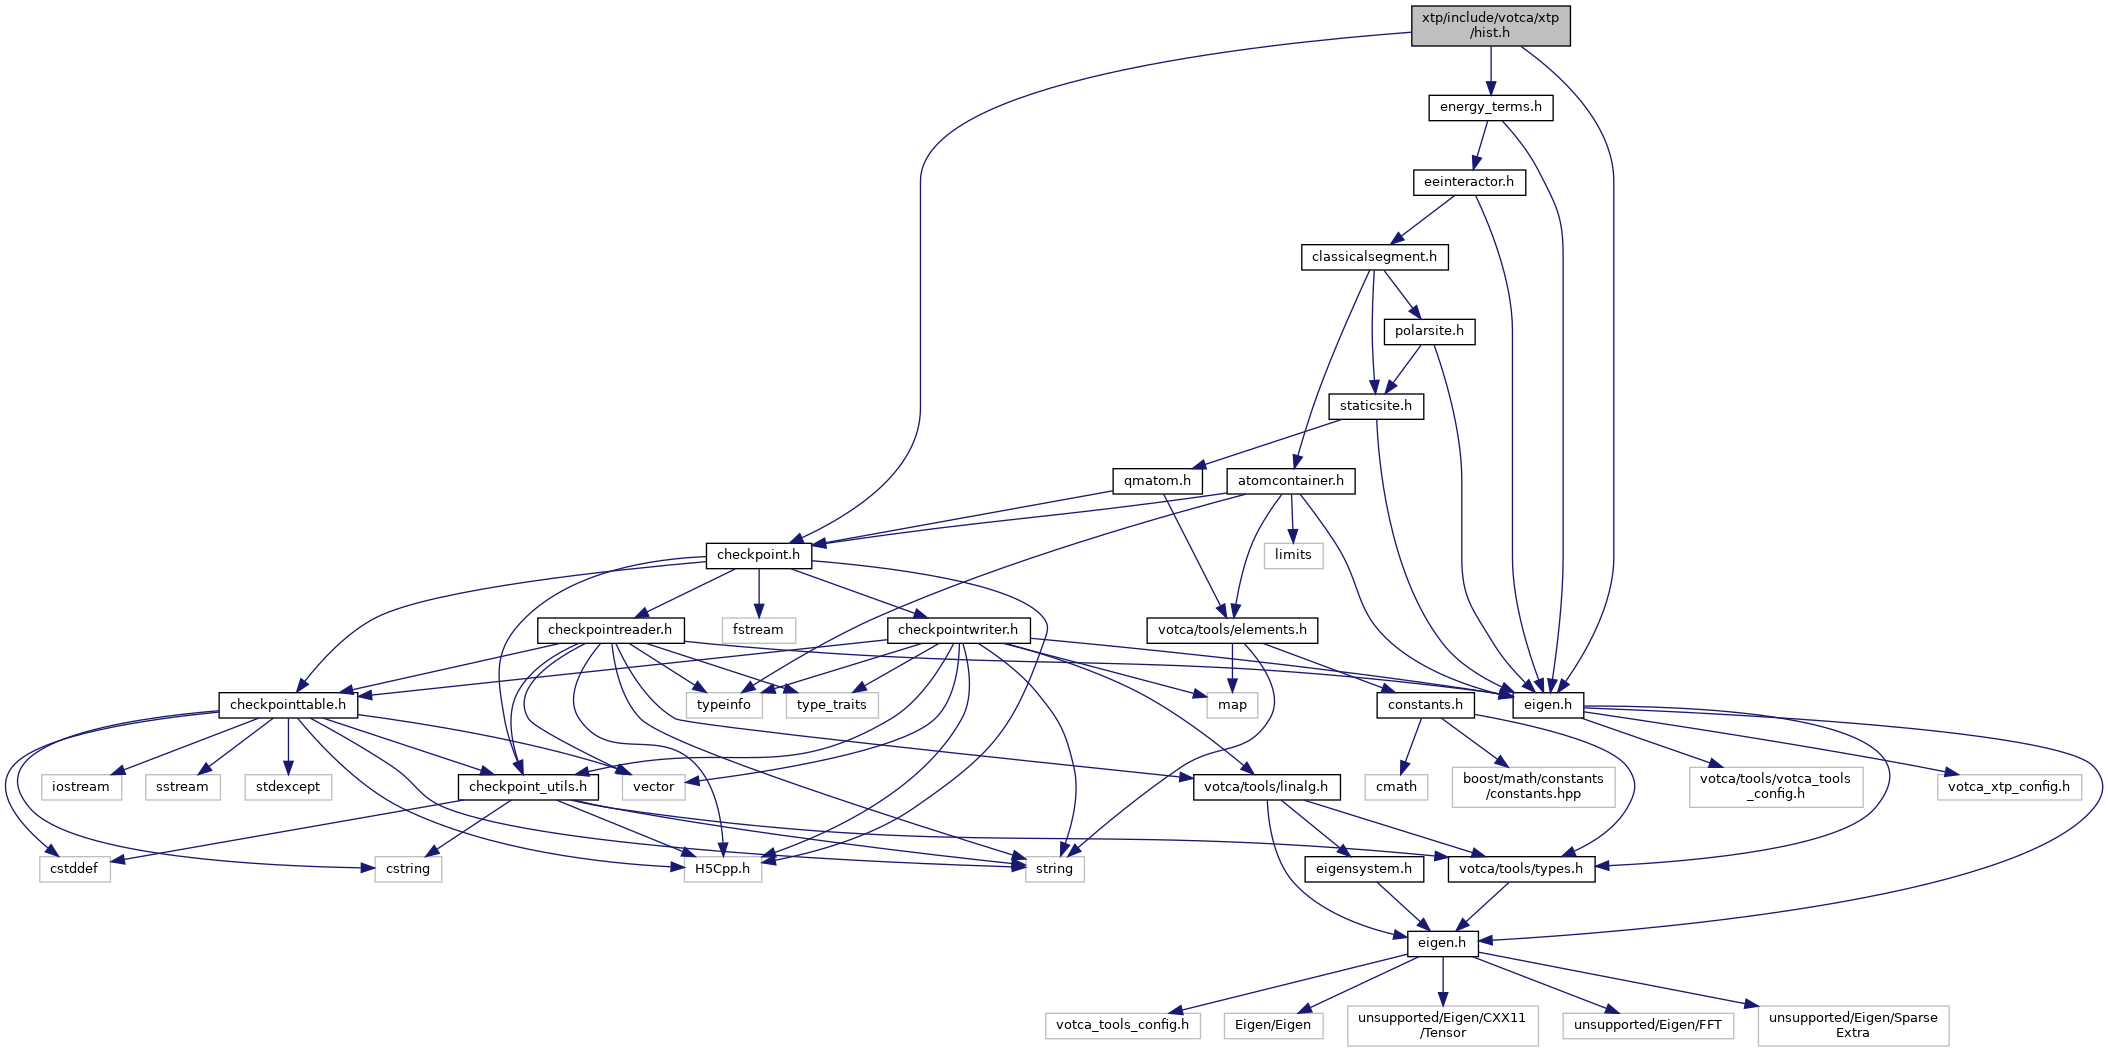 xtp/include/votca/xtp
/hist.h
energy_terms.h
eeinteractor.h
classicalsegment.h
polarsite.h
staticsite.h
qmatom.h
atomcontainer.h
checkpoint.h
limits
checkpointreader.h
fstream
checkpointwriter.h
votca/tools/elements.h
checkpointtable.h
typeinfo
type_traits
map
constants.h
eigen.h
iostream
sstream
stdexcept
checkpoint_utils.h
vector
votca/tools/linalg.h
cmath
boost/math/constants
/constants.hpp
votca/tools/votca_tools
_config.h
votca_xtp_config.h
cstddef
cstring
H5Cpp.h
string
eigensystem.h
votca/tools/types.h
eigen.h
votca_tools_config.h
Eigen/Eigen
unsupported/Eigen/CXX11
/Tensor
unsupported/Eigen/FFT
unsupported/Eigen/Sparse
Extra